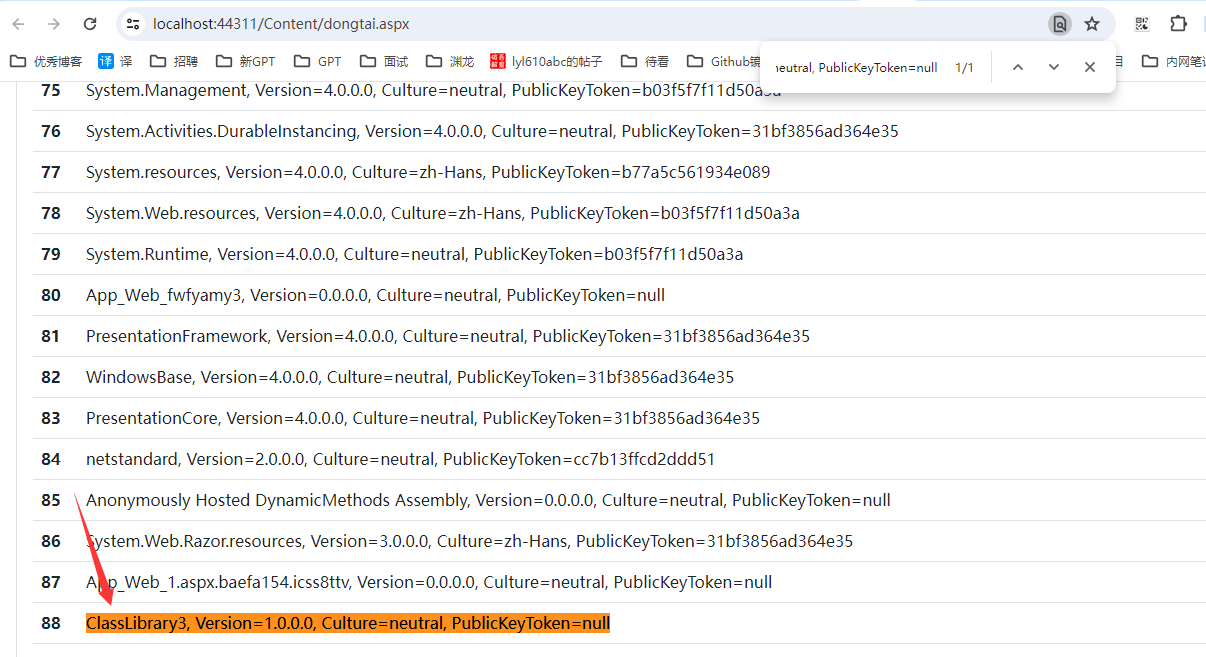 localhost:44311/Content/dongtai.aspx
优秀博客 译 译 招聘 新GPT GPT 面试 渊龙 lyl610abc的帖子 待看 Github镜 目 内网笔记
eutral, PublicKeyToken=null 1/1
75 System.Management, Version=4.0.0.0, Culture=neutral, PublicKeyToken=b03f5f7f11d50a3a
76 System.Activities.DurableInstancing, Version=4.0.0.0, Culture=neutral, PublicKeyToken=31bf3856ad364e35
77 System.resources, Version=4.0.0.0, Culture=zh-Hans, PublicKeyToken=b77a5c561934e089
78 System.Web.resources, Version=4.0.0.0, Culture=zh-Hans, PublicKeyToken=b03f5f7f11d50a3a
79 System.Runtime, Version=4.0.0.0, Culture=neutral, PublicKeyToken=b03f5f7f11d50a3a
80 App_Web_fwfyamy3, Version=0.0.0.0, Culture=neutral, PublicKeyToken=null
81 PresentationFramework, Version=4.0.0.0, Culture=neutral, PublicKeyToken=31bf3856ad364e35
82 WindowsBase, Version=4.0.0.0, Culture=neutral, PublicKeyToken=31bf3856ad364e35
83 PresentationCore, Version=4.0.0.0, Culture=neutral, PublicKeyToken=31bf3856ad364e35
84 netstandard, Version=2.0.0.0, Culture=neutral, PublicKeyToken=cc7b13ffcd2ddd51
85 Anonymously Hosted DynamicMethods Assembly, Version=0.0.0.0, Culture=neutral, PublicKeyToken=null
86 System.Web.Razor.resources, Version=3.0.0.0, Culture=zh-Hans, PublicKeyToken=31bf3856ad364e35
87 App_Web_1.aspx.baefa154.icss8ttv, Version=0.0.0.0, Culture=neutral, PublicKeyToken=null
88 ClassLibrary3, Version=1.0.0.0, Culture=neutral, PublicKeyToken=null